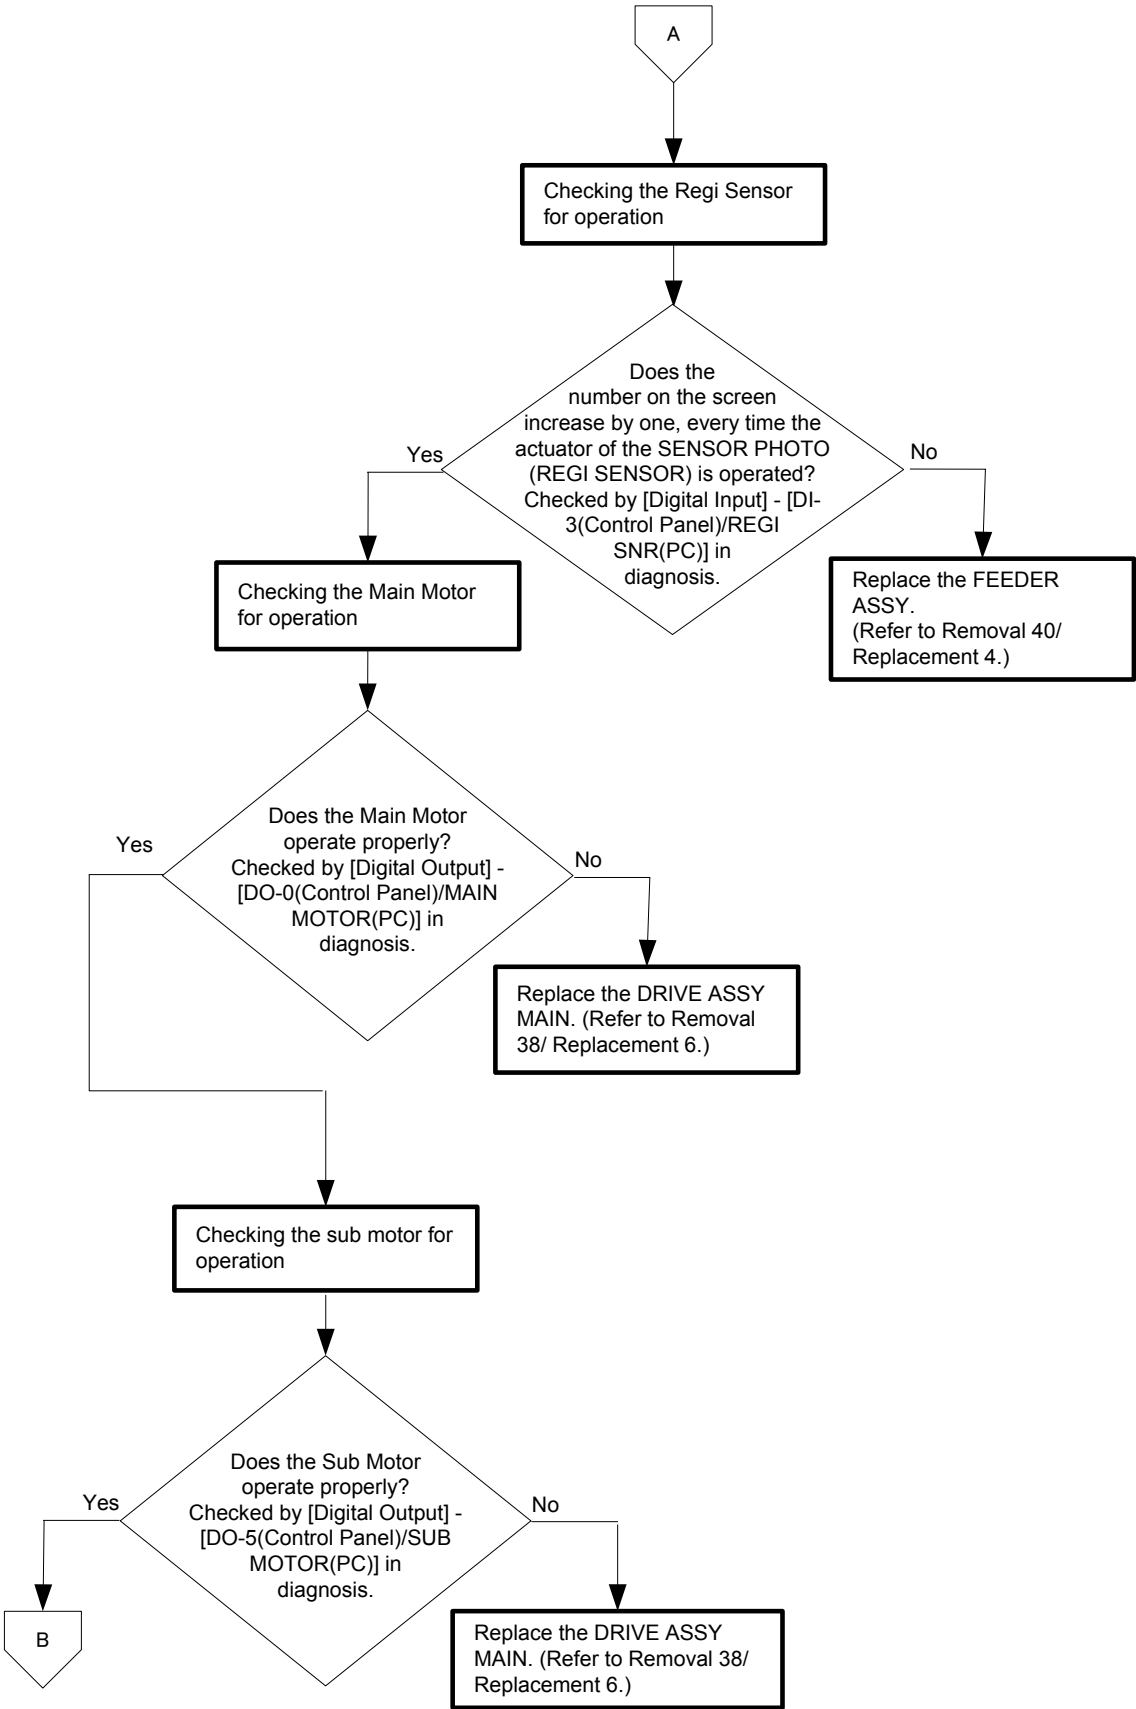 A
Checking the Regi Sensor
for operation
Does the
number on the screen
increase by one, every time the
actuator of the SENSOR PHOTO
(REGI SENSOR) is operated?
Checked by [Digital Input] - [DI-
3(Control Panel)/REGI
SNR(PC)] in
diagnosis.
Yes
No
Checking the Main Motor
for operation
Replace the FEEDER
ASSY.
(Refer to Removal 40/
Replacement 4.)
Does the Main Motor
operate properly?
Checked by [Digital Output] -
[DO-0(Control Panel)/MAIN
MOTOR(PC)] in
diagnosis.
Yes
No
Replace the DRIVE ASSY
MAIN. (Refer to Removal
38/ Replacement 6.)
Checking the sub motor for
operation
Does the Sub Motor
operate properly?
Checked by [Digital Output] -
[DO-5(Control Panel)/SUB
MOTOR(PC)] in
diagnosis.
Yes
No
B
Replace the DRIVE ASSY
MAIN. (Refer to Removal 38/
Replacement 6.)